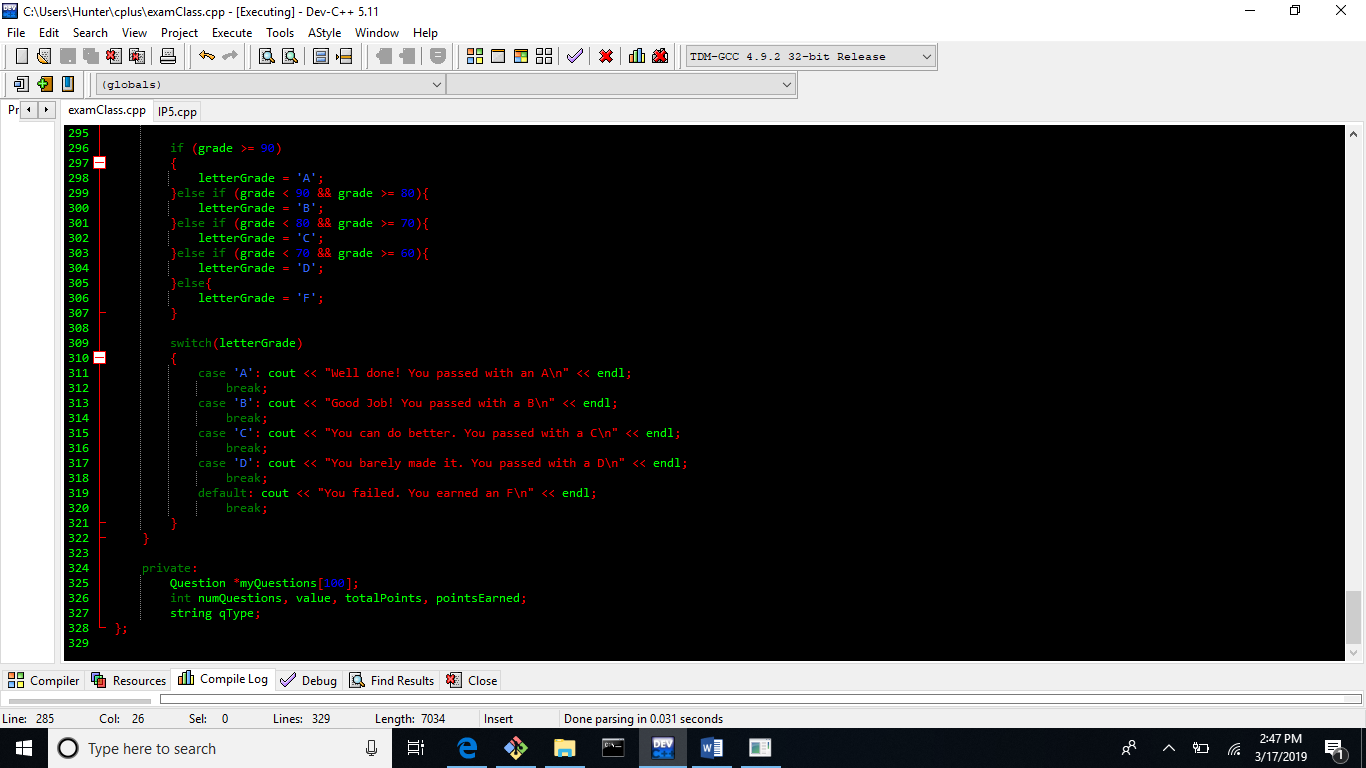 C:\Users\Hunter\cplus\examClass.cpp - [Executing] - Dev-C++ 5.11
File Edit Search View Project Execute Tools AStyle Window Help
TDM-GCC 4.9.2 32-bit Release
(globals)
Pr examClass.cpp IP5.cpp
295
296 if (grade >= 90)
297 {
298 letterGrade = 'A';
299 }else if (grade < 90 && grade >= 80){
300 letterGrade = 'B';
301 }else if (grade < 80 && grade >= 70){
302 letterGrade = 'C';
303 }else if (grade < 70 && grade >= 60){
304 letterGrade = 'D';
305 }else{
306 letterGrade = 'F';
307 }
308
309 switch(letterGrade)
310 {
311 case 'A': cout << "Well done! You passed with an A\n" << endl;
312 break;
313 case 'B': cout << "Good Job! You passed with a B\n" << endl;
314 break;
315 case 'C': cout << "You can do better. You passed with a C\n" << endl;
316 break;
317 case 'D': cout << "You barely made it. You passed with a D\n" << endl;
318 break;
319 default: cout << "You failed. You earned an F\n" << endl;
320 break;
321 }
322 }
323
324 private:
325 Question *myQuestions[100];
326 int numQuestions, value, totalPoints, pointsEarned;
327 string qType;
328 };
329
Compiler Resources Compile Log Debug Find Results Close
Line: 285 Col: 26 Sel: 0 Lines: 329 Length: 7034 Insert Done parsing in 0.031 seconds
Type here to search
DEV
2:47 PM
3/17/2019
1